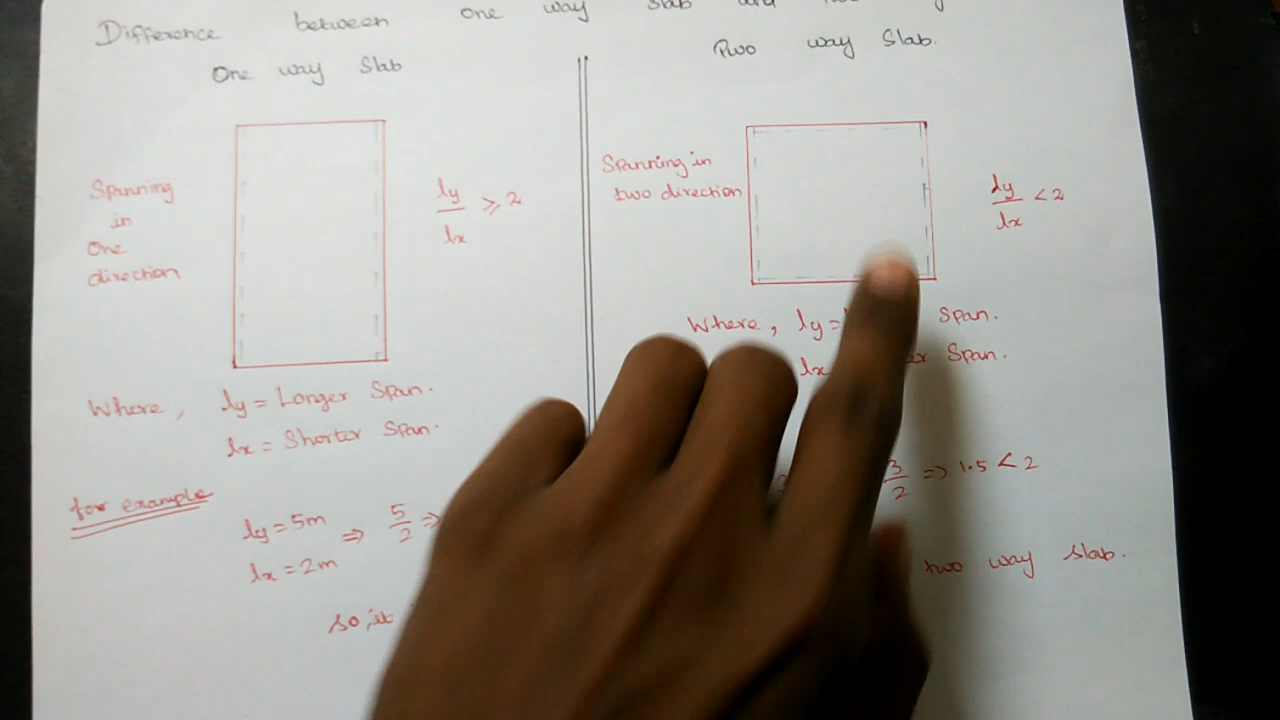 Difference between one way slab and
One way Slab
Spanning
in
One
direction
ly
lx
≥ 2
Where, ly = Longer Span.
lx = Shorter Span.
for example
ly = 5m
lx = 2m
⇒ 5
2 ⇒
so, it
Two way Slab.
Spanning in
two direction
ly
lx
< 2
Where, ly = Span.
lx Span.
3
2 ⇒ 1.5 < 2
two way slab.